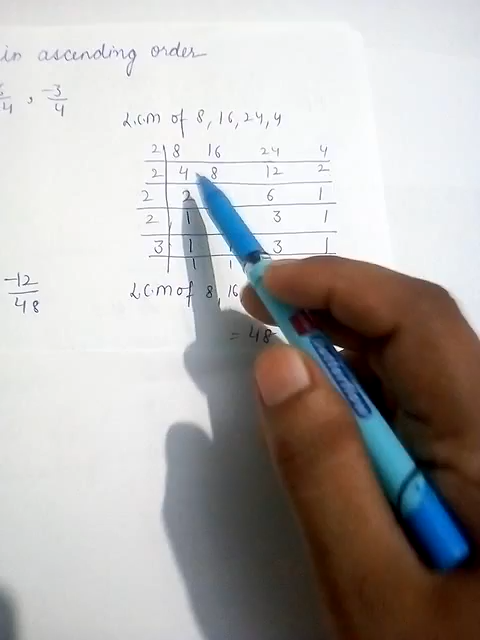 in ascending order
/4 , -3/4
L.C.M of 8, 16, 24, 4
2 | 8 16 24 4
2 | 4 8 12 2
2 | 2 6 1
2 | 1 3 1
3 | 1 1 3 1
1 1
-12/48
L.C.M of 8, 16
= 48